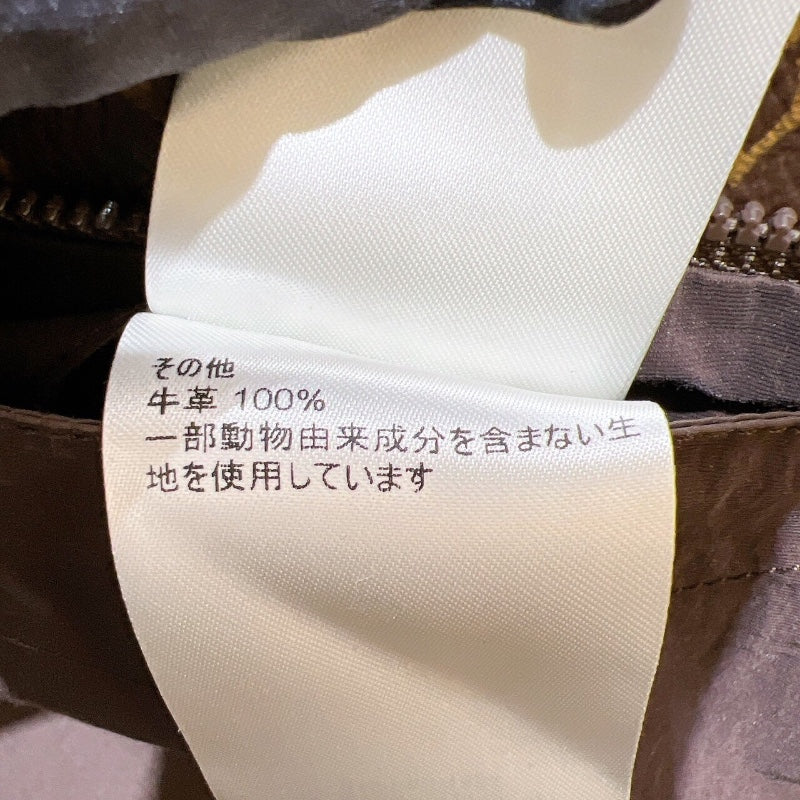 その他
牛革 100%
一部動物由来成分を含まない生
地を使用しています